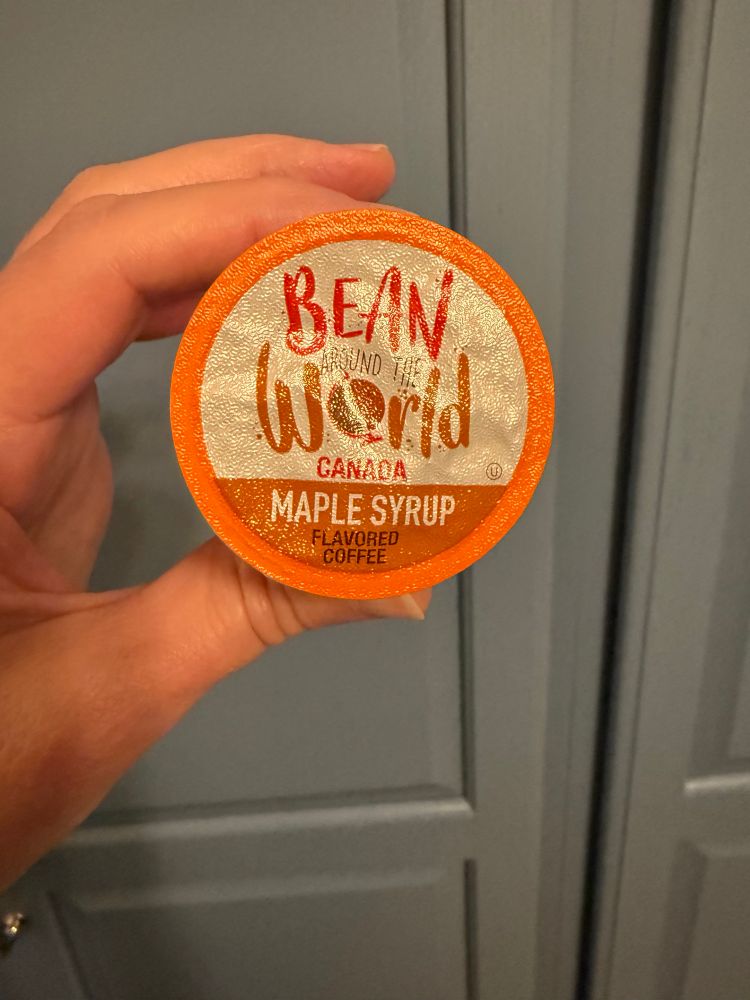 BEAN
AROUND THE
World
CANADA
U
MAPLE SYRUP
FLAVORED
COFFEE